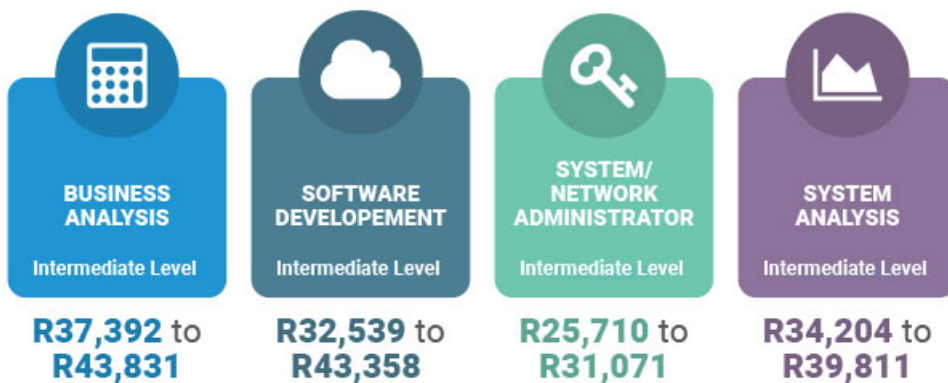 BUSINESS
ANALYSIS
Intermediate Level
R37,392 to
R43,831
SOFTWARE
DEVELOPEMENT
Intermediate Level
R32,539 to
R43,358
SYSTEM/
NETWORK
ADMINISTRATOR
Intermediate Level
R25,710 to
R31,071
SYSTEM
ANALYSIS
Intermediate Level
R34,204 to
R39,811